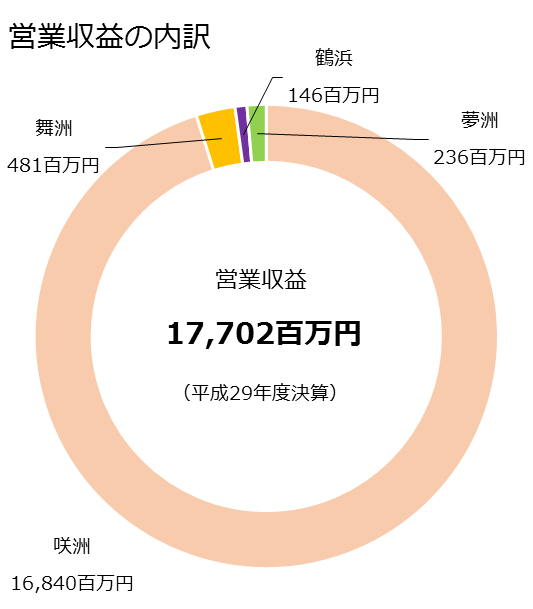 営業収益の内訳
鶴浜
146百万円
夢洲
236百万円
舞洲
481百万円
営業収益
17,702百万円
（平成29年度決算）
咲洲
16,840百万円